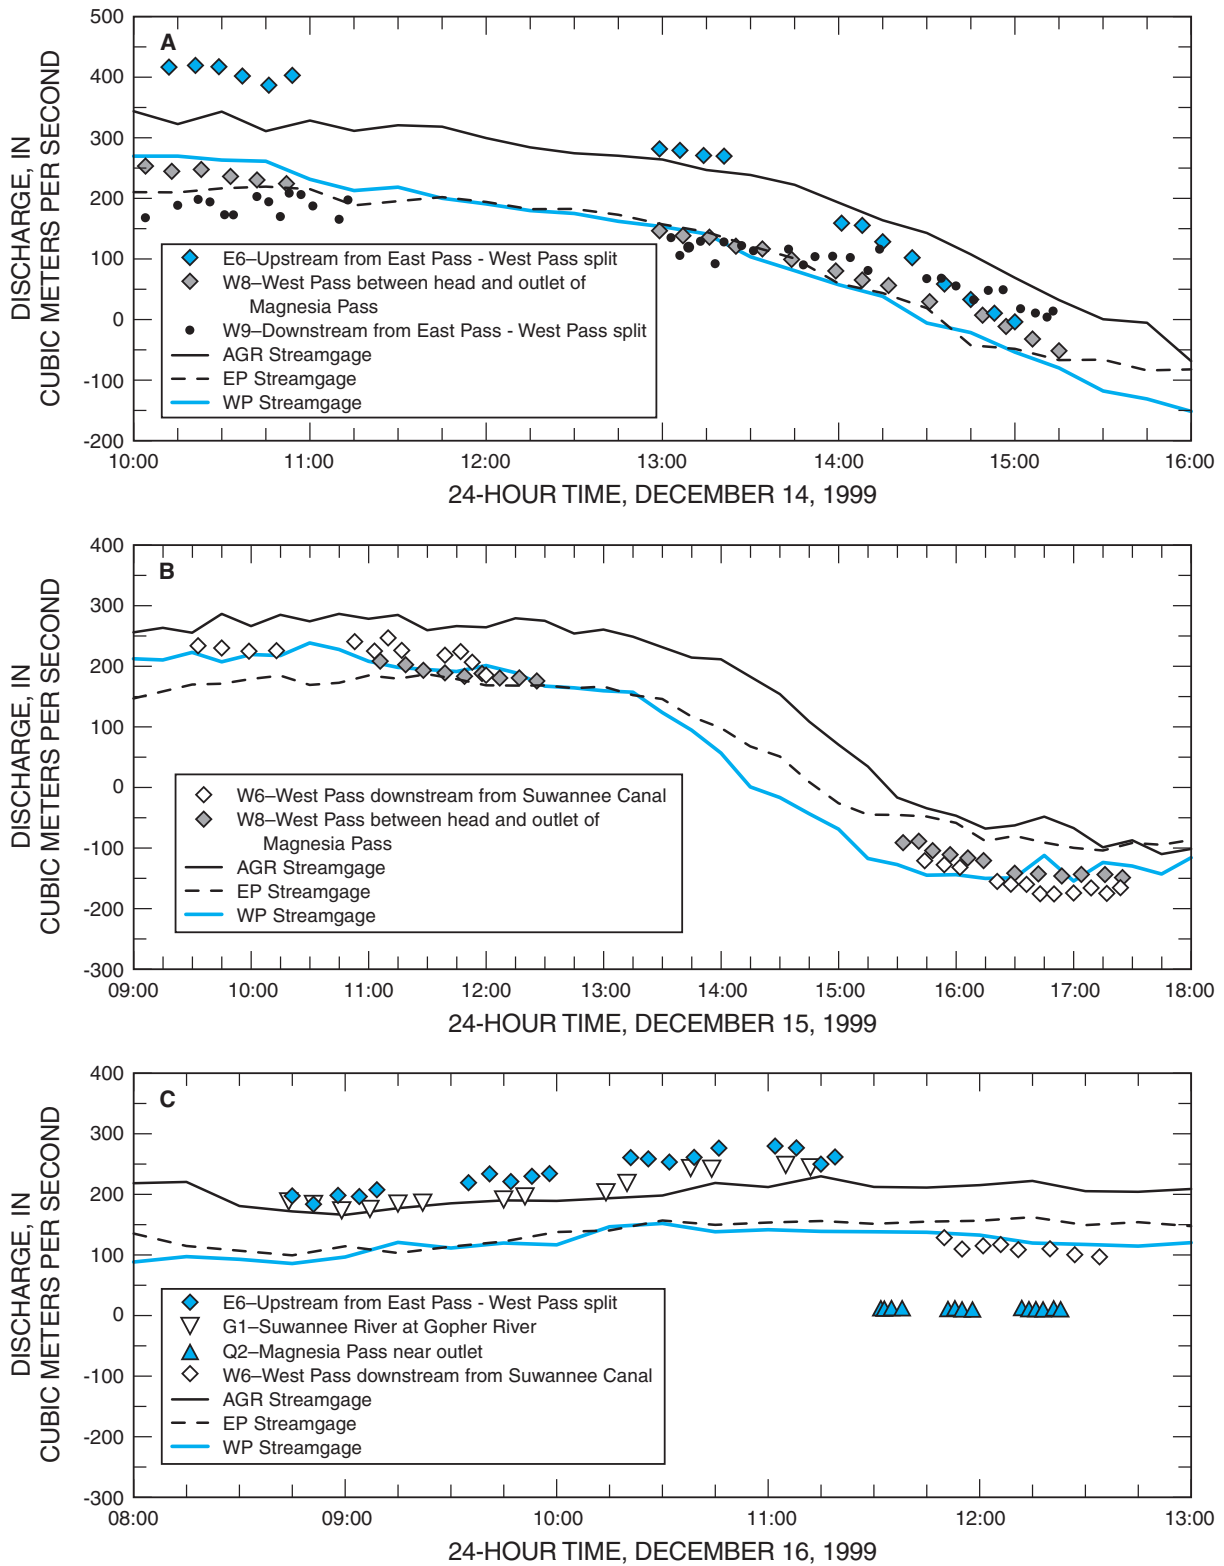 A
500
400
300
200
100
0
-100
-200
DISCHARGE, IN
CUBIC METERS PER SECOND
E6–Upstream from East Pass - West Pass split
W8–West Pass between head and outlet of
Magnesia Pass
W9–Downstream from East Pass - West Pass split
AGR Streamgage
EP Streamgage
WP Streamgage
10:00 11:00 12:00 13:00 14:00 15:00 16:00
24-HOUR TIME, DECEMBER 14, 1999
B
400
300
200
100
0
-100
-200
-300
DISCHARGE, IN
CUBIC METERS PER SECOND
W6–West Pass downstream from Suwannee Canal
W8–West Pass between head and outlet of
Magnesia Pass
AGR Streamgage
EP Streamgage
WP Streamgage
09:00 10:00 11:00 12:00 13:00 14:00 15:00 16:00 17:00 18:00
24-HOUR TIME, DECEMBER 15, 1999
C
400
300
200
100
0
-100
-200
-300
DISCHARGE, IN
CUBIC METERS PER SECOND
E6–Upstream from East Pass - West Pass split
G1–Suwannee River at Gopher River
Q2–Magnesia Pass near outlet
W6–West Pass downstream from Suwannee Canal
AGR Streamgage
EP Streamgage
WP Streamgage
08:00 09:00 10:00 11:00 12:00 13:00
24-HOUR TIME, DECEMBER 16, 1999